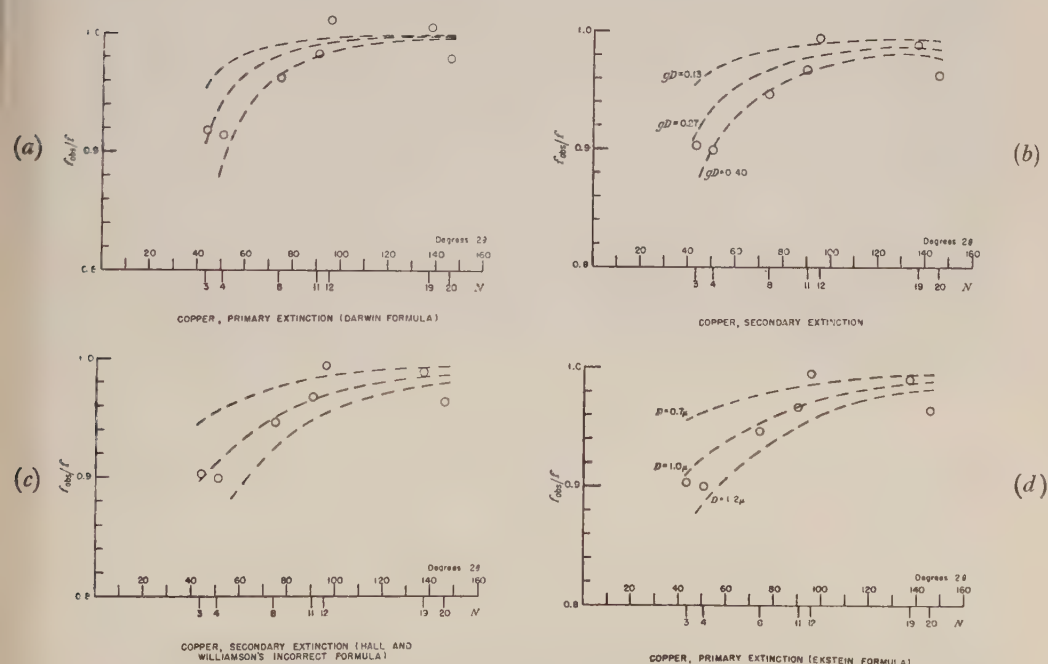 (a)
1.0
0.9
0.8
fobs/f
Degrees 2θ
20 40 60 80 100 120 140 160
3 4 8 11 12 19 20 N
COPPER, PRIMARY EXTINCTION (DARWIN FORMULA)
(b)
1.0
0.9
0.8
fobs/f
gD=0.13
gD=0.27
gD=0.40
Degrees 2θ
20 40 60 80 100 120 140 160
3 4 8 11 12 19 20 N
COPPER, SECONDARY EXTINCTION
(c)
1.0
0.9
0.8
fobs/f
Degrees 2θ
20 40 60 80 100 120 140 160
3 4 8 11 12 19 20 N
COPPER, SECONDARY EXTINCTION (HALL AND
WILLIAMSON'S INCORRECT FORMULA)
(d)
1.0
0.9
0.8
fobs/f
D=0.7μ
D=1.0μ
D=1.2μ
Degrees 2θ
20 40 60 80 100 120 140 160
3 4 8 11 12 19 20 N
COPPER, PRIMARY EXTINCTION (EKSTEIN FORMULA)